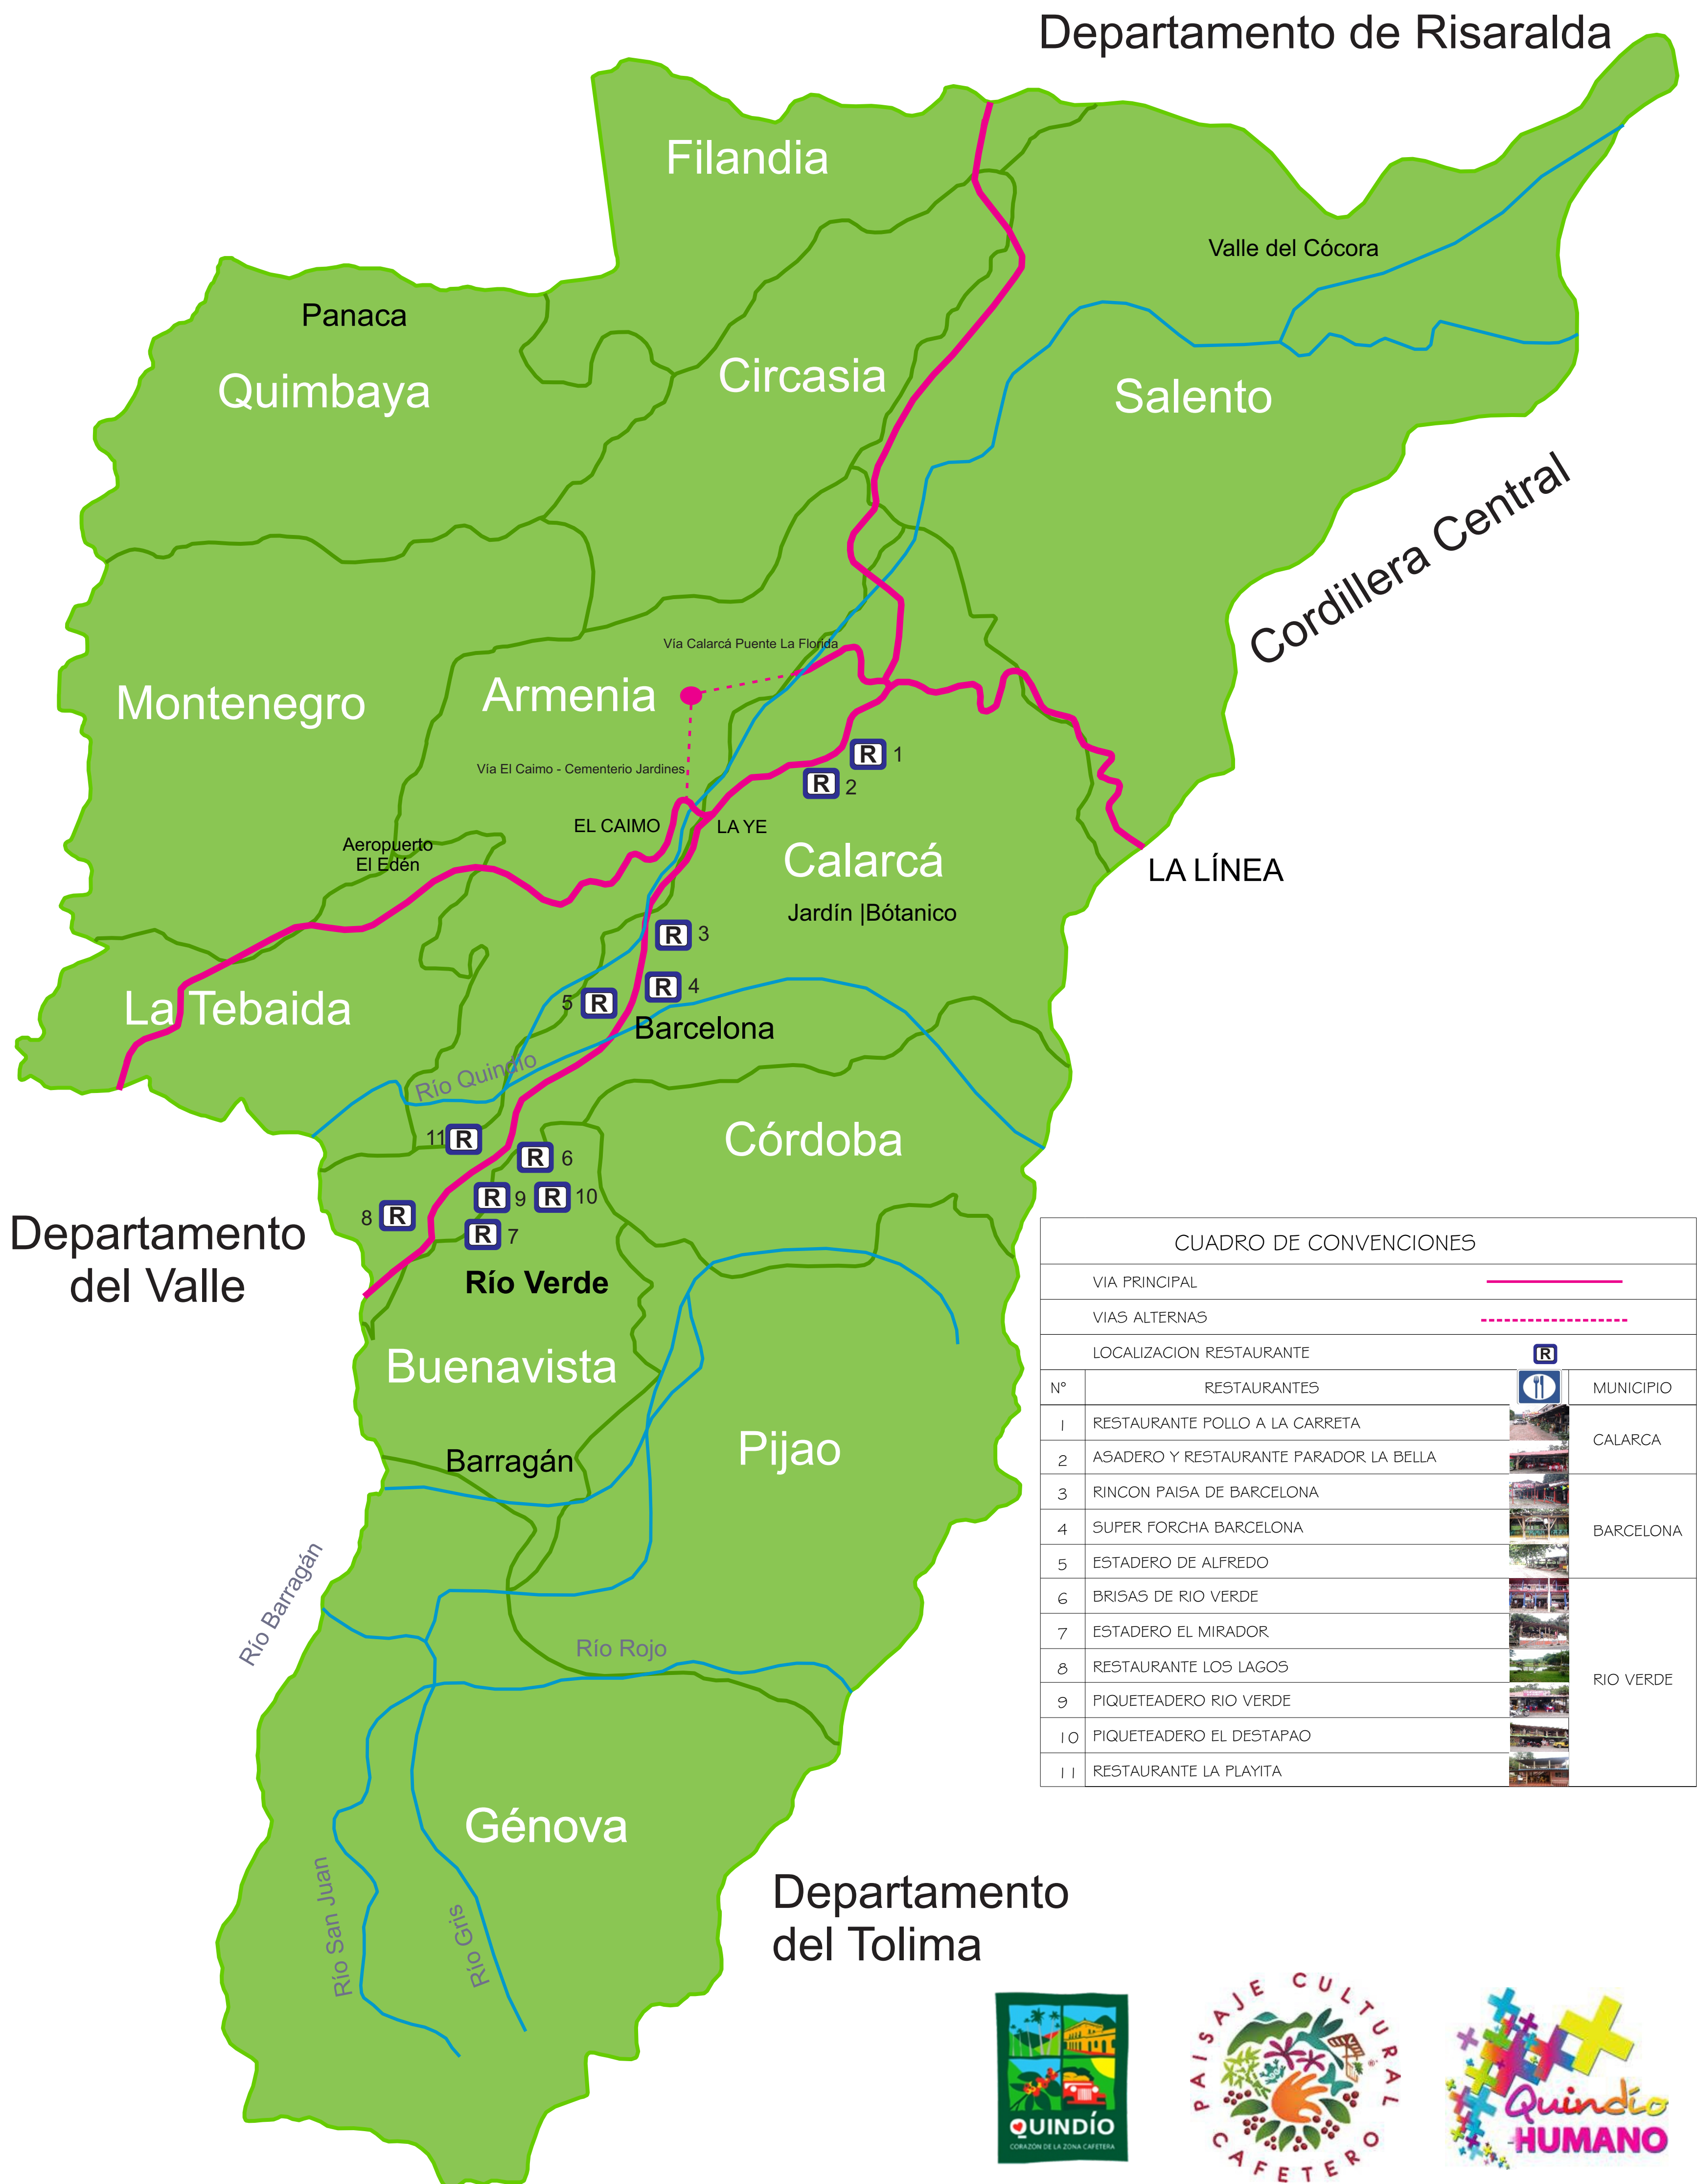 Departamento de Risaralda
Filandia
Valle del Cócora
Panaca
Quimbaya
Circasia
Salento
Cordillera Central
Vía Calarcá Puente La Florida
Montenegro
Armenia
R 1
Vía El Caimo - Cementerio Jardines
R 2
EL CAIMO
LA YE
Aeropuerto
El Edén
Calarcá
LA LÍNEA
Jardín |Bótanico
R 3
R 4
5 R
La Tebaida
Barcelona
Río Quindío
11 R
Córdoba
R 6
R 9
R 10
8 R
R 7
Departamento
del Valle
Río Verde
Buenavista
Barragán
Pijao
Río Barragán
Río Rojo
Génova
Río San Juan
Río Gris
Departamento
del Tolima
CUADRO DE CONVENCIONES
VIA PRINCIPAL
VIAS ALTERNAS
LOCALIZACION RESTAURANTE R
N° RESTAURANTES MUNICIPIO
1 RESTAURANTE POLLO A LA CARRETA
CALARCA
2 ASADERO Y RESTAURANTE PARADOR LA BELLA
3 RINCON PAISA DE BARCELONA
4 SUPER FORCHA BARCELONA
BARCELONA
5 ESTADERO DE ALFREDO
6 BRISAS DE RIO VERDE
7 ESTADERO EL MIRADOR
8 RESTAURANTE LOS LAGOS
RIO VERDE
9 PIQUETEADERO RIO VERDE
10 PIQUETEADERO EL DESTAPAO
11 RESTAURANTE LA PLAYITA
QUINDÍO
CORAZÓN DE LA ZONA CAFETERA
PAISAJE CULTURAL
CAFETERO
Quindío
HUMANO